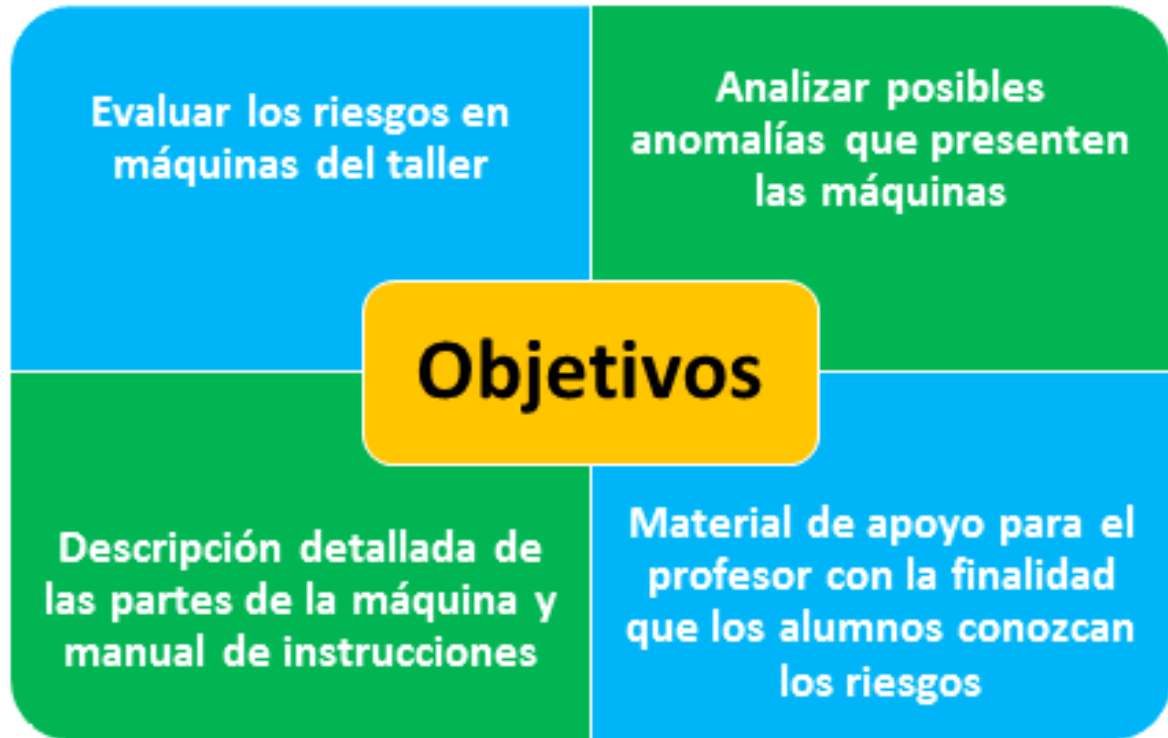 Evaluar los riesgos en
máquinas del taller
Analizar posibles
anomalías que presenten
las máquinas
Objetivos
Descripción detallada de
las partes de la máquina y
manual de instrucciones
Material de apoyo para el
profesor con la finalidad
que los alumnos conozcan
los riesgos